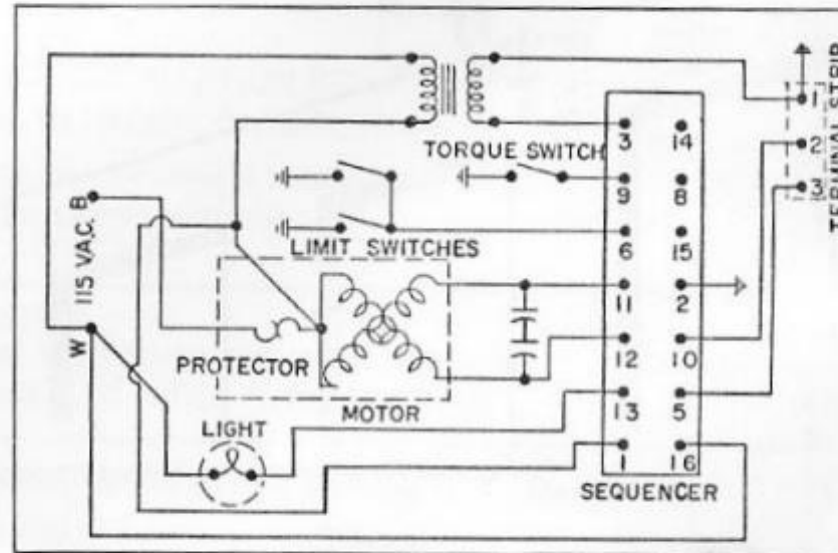 TERMINAL STRIP
1
2
3
TORQUE SWITCH
3 14
9 8
6 15
11 2
12 10
13 5
1 16
SEQUENCER
LIMIT SWITCHES
115 V.A.C.
B
W
PROTECTOR
MOTOR
LIGHT